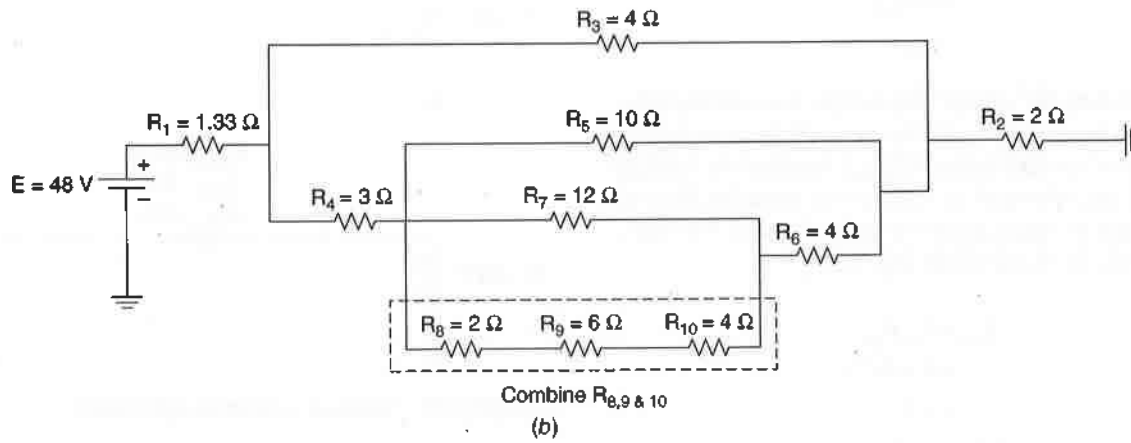 R3 = 4 Ω
R1 = 1.33 Ω
R5 = 10 Ω
R2 = 2 Ω
+
E = 48 V
−
R4 = 3 Ω
R7 = 12 Ω
R6 = 4 Ω
R8 = 2 Ω
R9 = 6 Ω
R10 = 4 Ω
Combine R8,9 & 10
(b)